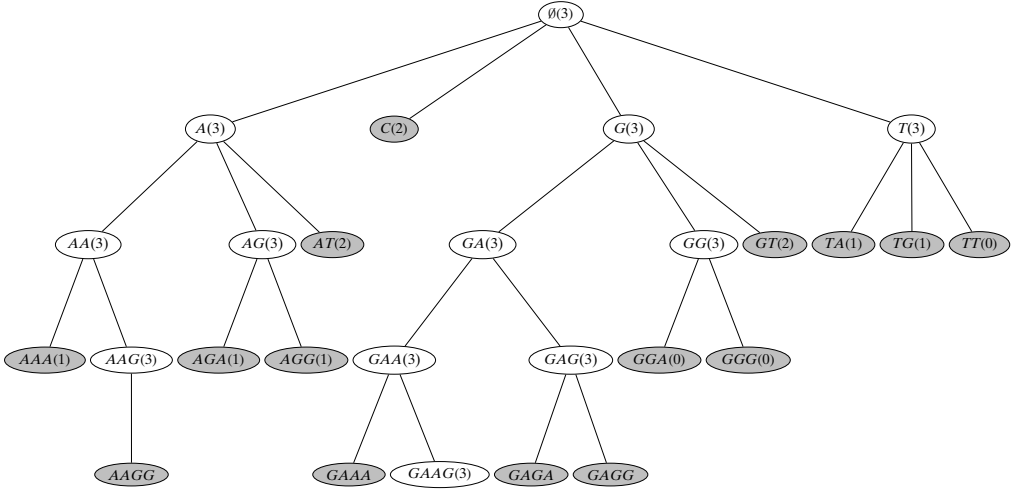 ∅(3)
A(3) C(2) G(3) T(3)
AA(3) AG(3) AT(2) GA(3) GG(3) GT(2) TA(1) TG(1) TT(0)
AAA(1) AAG(3) AGA(1) AGG(1) GAA(3) GAG(3) GGA(0) GGG(0)
AAGG GAAA GAAG(3) GAGA GAGG